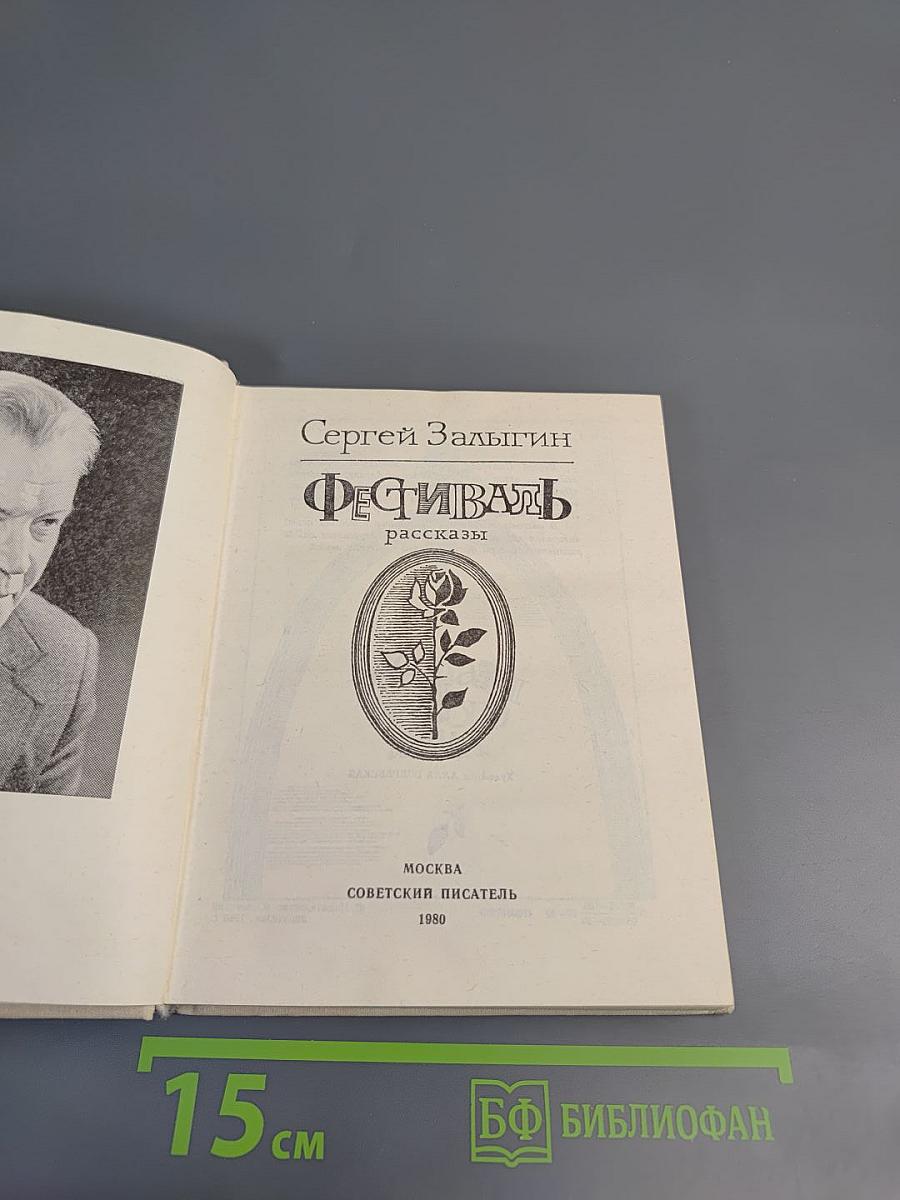 Сергей Залыгин
ФЕСТИВАЛЬ
рассказы
МОСКВА
СОВЕТСКИЙ ПИСАТЕЛЬ
1980
15 СМ
БФ БИБЛИОФАН